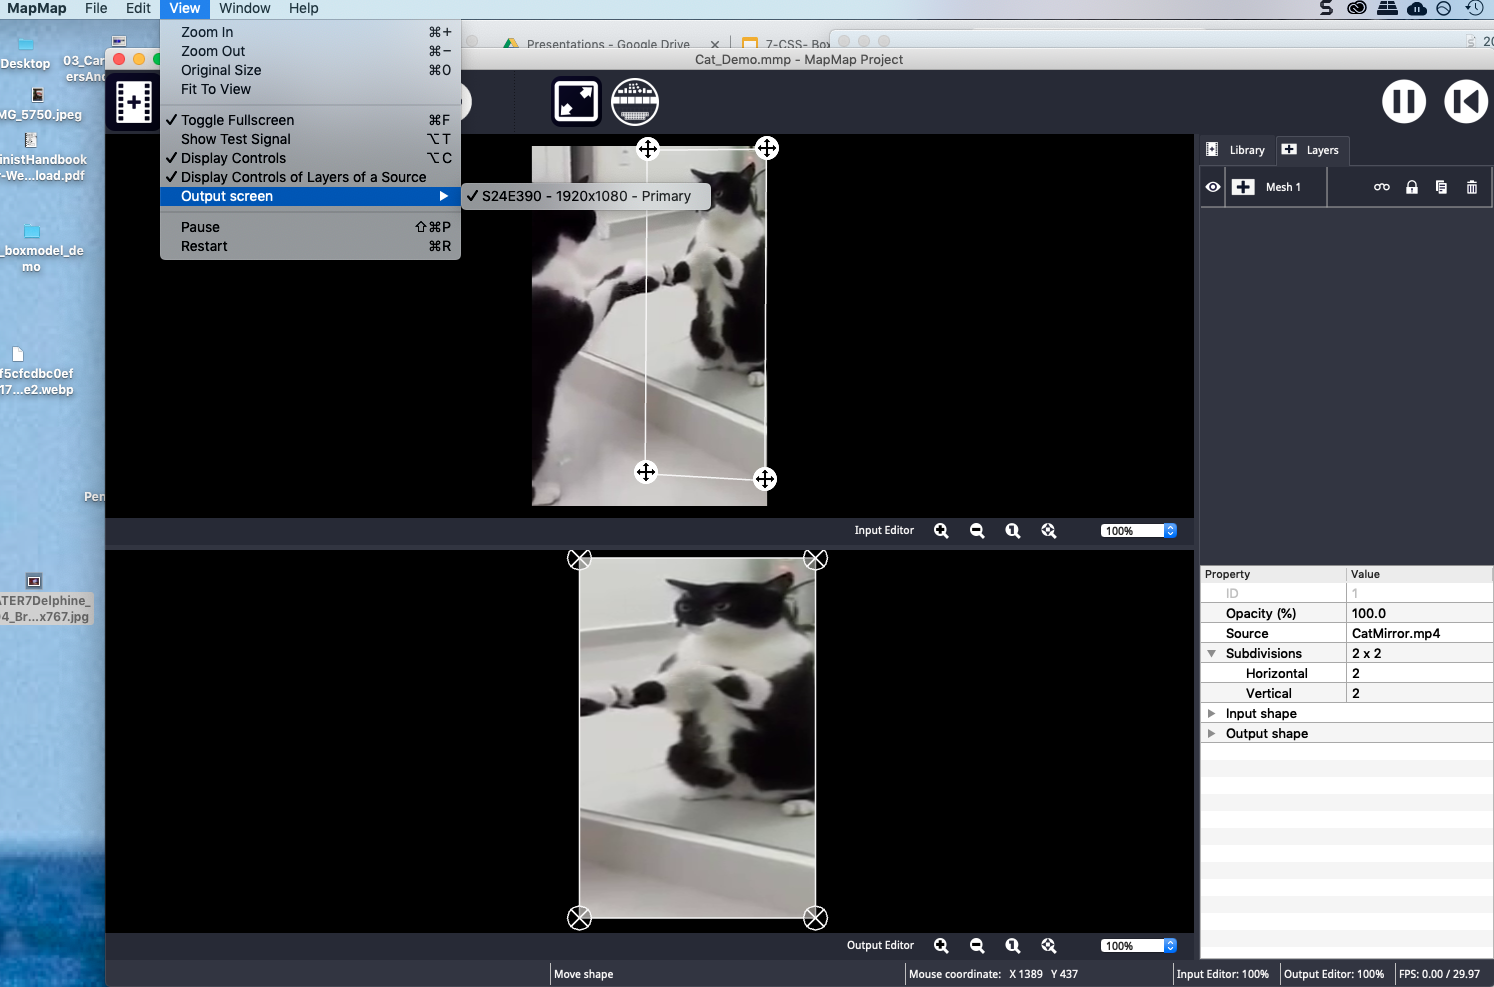 MapMap File Edit View Window Help
Zoom In ⌘+
Zoom Out ⌘−
Original Size ⌘0
Fit To View
✓ Toggle Fullscreen ⌘F
Show Test Signal ⌥T
✓ Display Controls ⌥C
✓ Display Controls of Layers of a Source
Output screen ▶
✓ S24E390 - 1920x1080 - Primary
Pause ⇧⌘P
Restart ⌘R
Presentations - Google Drive
7-CSS- Bo
20
Cat_Demo.mmp - MapMap Project
Desktop
03_Car
ersAnd
MG_5750.jpeg
inistHandbook
r-We...load.pdf
_boxmodel_de
mo
f5cfcdbc0ef
17...e2.webp
Pen
ATER7Delphine_
04_Br...x767.jpg
Library Layers
Mesh 1
Input Editor 100%
Property Value
ID 1
Opacity (%) 100.0
Source CatMirror.mp4
Subdivisions 2 x 2
Horizontal 2
Vertical 2
Input shape
Output shape
Output Editor 100%
Move shape
Mouse coordinate: X 1389 Y 437
Input Editor: 100%
Output Editor: 100%
FPS: 0.00 / 29.97